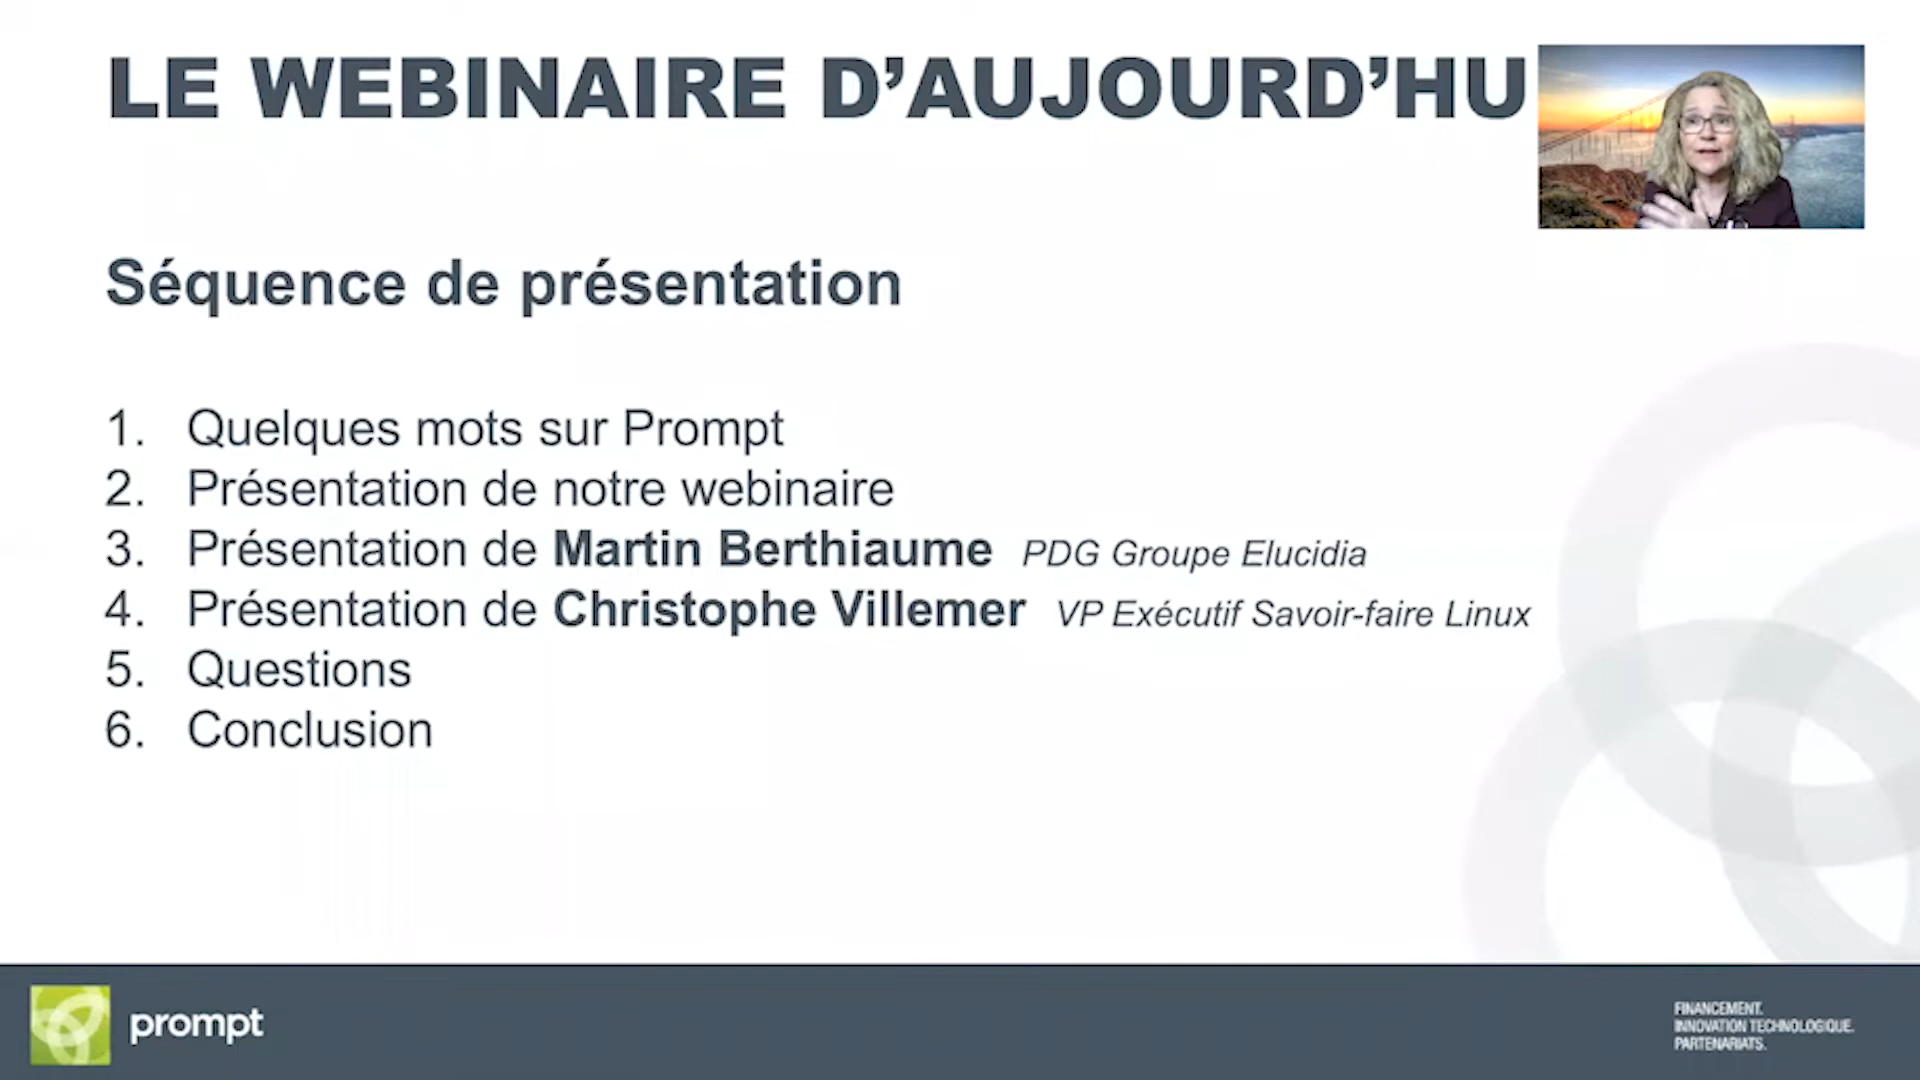 LE WEBINAIRE D’AUJOURD’HU
Séquence de présentation
1. Quelques mots sur Prompt
2. Présentation de notre webinaire
3. Présentation de Martin Berthiaume PDG Groupe Elucidia
4. Présentation de Christophe Villemer VP Exécutif Savoir-faire Linux
5. Questions
6. Conclusion
prompt
FINANCEMENT.
INNOVATION TECHNOLOGIQUE.
PARTENARIATS.